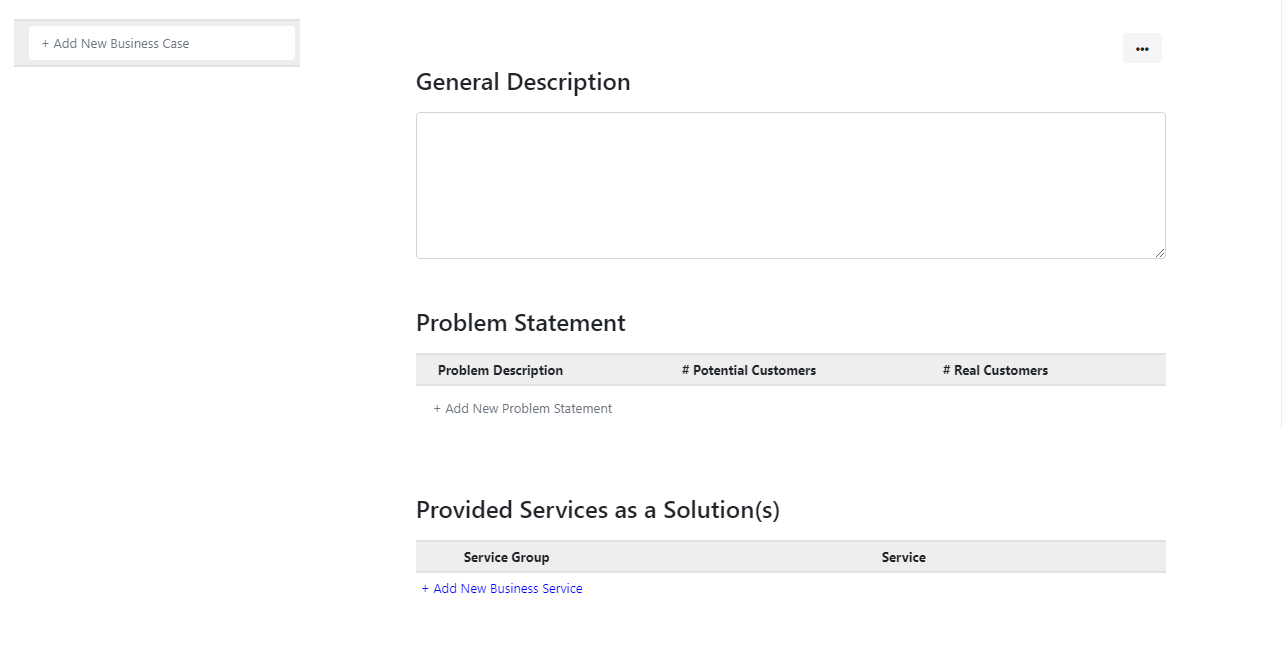 + Add New Business Case
•••
General Description
Problem Statement
Problem Description # Potential Customers # Real Customers
+ Add New Problem Statement
Provided Services as a Solution(s)
Service Group Service
+ Add New Business Service